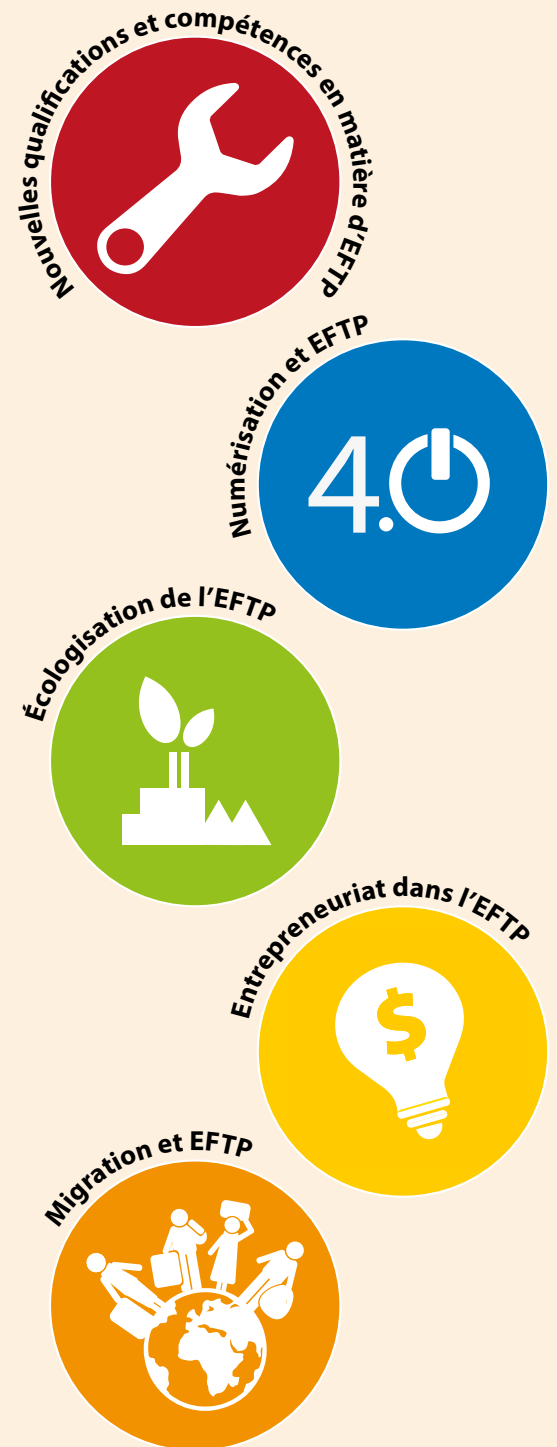 Nouvelles qualifications et compétences en matière d'EFTP
Numérisation et EFTP
4.0
Écologisation de l'EFTP
Entrepreneuriat dans l'EFTP
$
Migration et EFTP